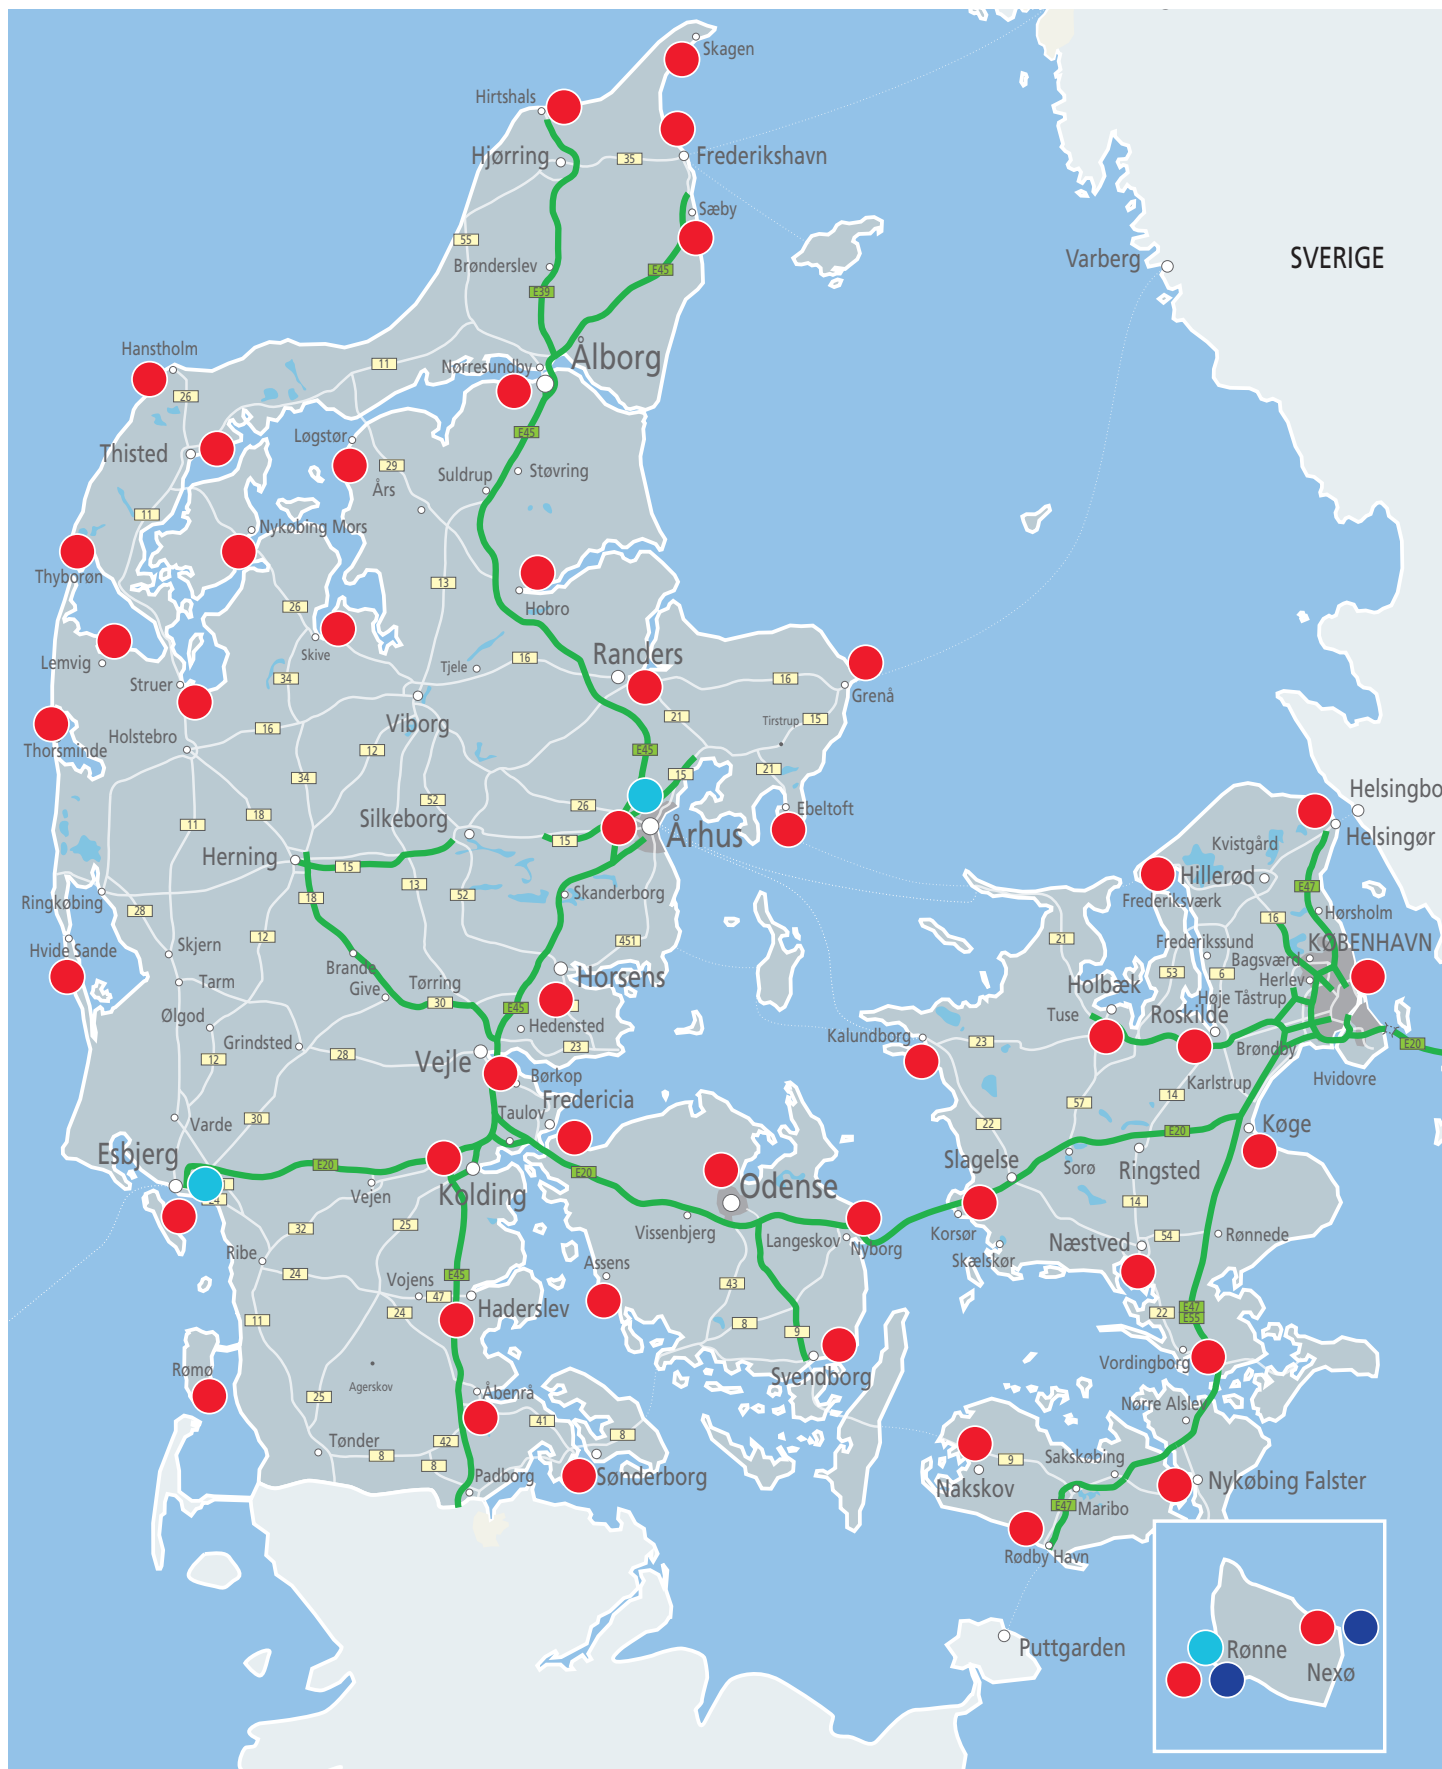 Skagen
Hirtshals
Hjørring
35
Frederikshavn
Sæby
55
Brønderslev
E45
E39
Varberg
SVERIGE
Hanstholm
11
Nørresundby
Ålborg
26
Thisted
Løgstør
E45
29
Suldrup
Støvring
Års
11
Nykøbing Mors
Thyborøn
13
26
Hobro
Lemvig
Skive
Tjele
16
Randers
Struer
34
16
Grenå
Viborg
21
Tirstrup
15
Thorsminde
Holstebro
16
12
E45
34
15
21
52
26
Ebeltoft
Helsingbo
Silkeborg
18
11
15
Århus
Helsingør
Kvistgård
Herning
15
Hillerød
13
18
52
Skanderborg
E47
Frederiksværk
Ringkøbing
28
16
Hørsholm
12
451
21
Frederikssund
KØBENHAVN
Hvide Sande
Skjern
Bagsværd
Brande
Horsens
53
6
Herlev
Tarm
Give
Tørring
Holbæk
Høje Tåstrup
30
E45
Tuse
Roskilde
Ølgod
Hedensted
Kalundborg
Grindsted
28
23
23
Brøndby
E20
12
Vejle
Børkop
Karlstrup
Hvidovre
Fredericia
57
14
Varde
30
Taulov
22
E20
Køge
Esbjerg
E20
E20
Slagelse
Sorø
Ringsted
Vejen
Kolding
Odense
14
32
25
Vissenbjerg
Langeskov
Nyborg
Korsør
Næstved
54
Rønnede
Ribe
Skælskør
24
Vojens
E45
Assens
43
47
Haderslev
24
E47
22
E55
11
8
9
Rømø
Vordingborg
Agerskov
Svendborg
25
Åbenrå
Nørre Alslev
41
8
42
Tønder
8
8
9
Sakskøbing
Padborg
Sønderborg
Nakskov
Nykøbing Falster
E47
Maribo
Rødby Havn
Puttgarden
Rønne
Nexø